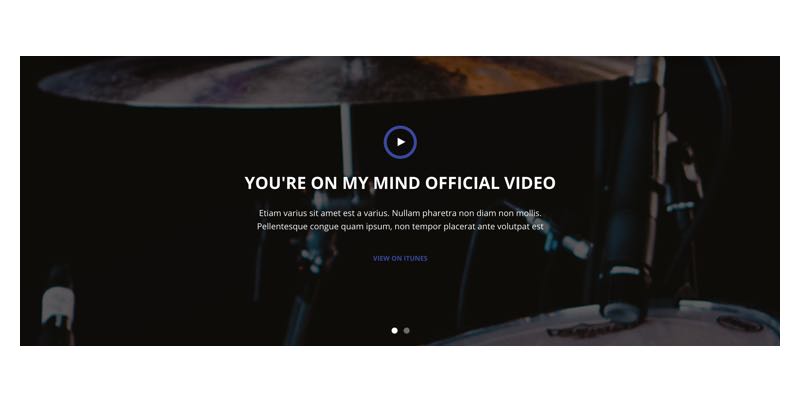 YOU'RE ON MY MIND OFFICIAL VIDEO
Etiam varius sit amet est a varius. Nullam pharetra non diam non mollis.
Pellentesque congue quam ipsum, non tempor placerat ante volutpat est
VIEW ON ITUNES